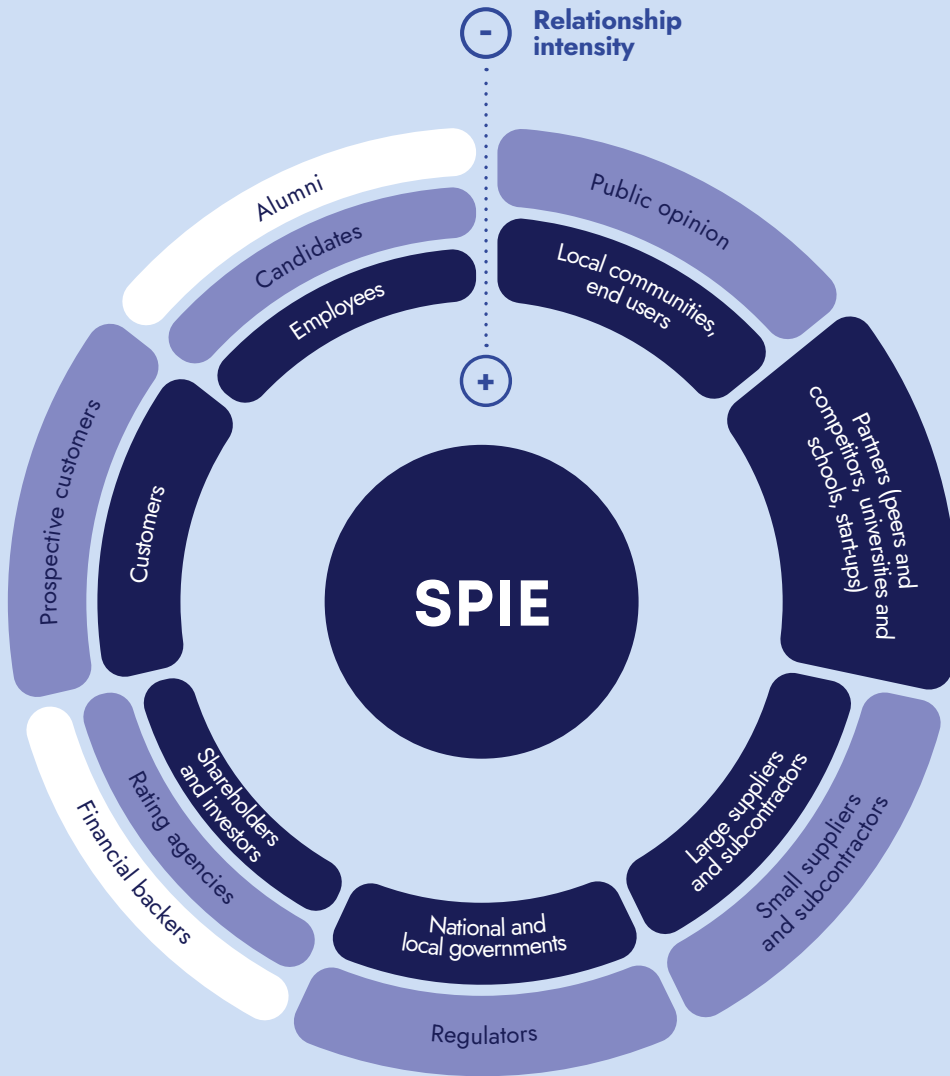 -
Relationship
intensity
+
Alumni
Candidates
Employees
Public opinion
Local communities,
end users
Partners (peers and
competitors, universities and
schools, start-ups)
Large suppliers
and subcontractors
Small suppliers
and subcontractors
National and
local governments
Regulators
Shareholders
and investors
Rating agencies
Financial backers
Customers
Prospective customers
SPIE